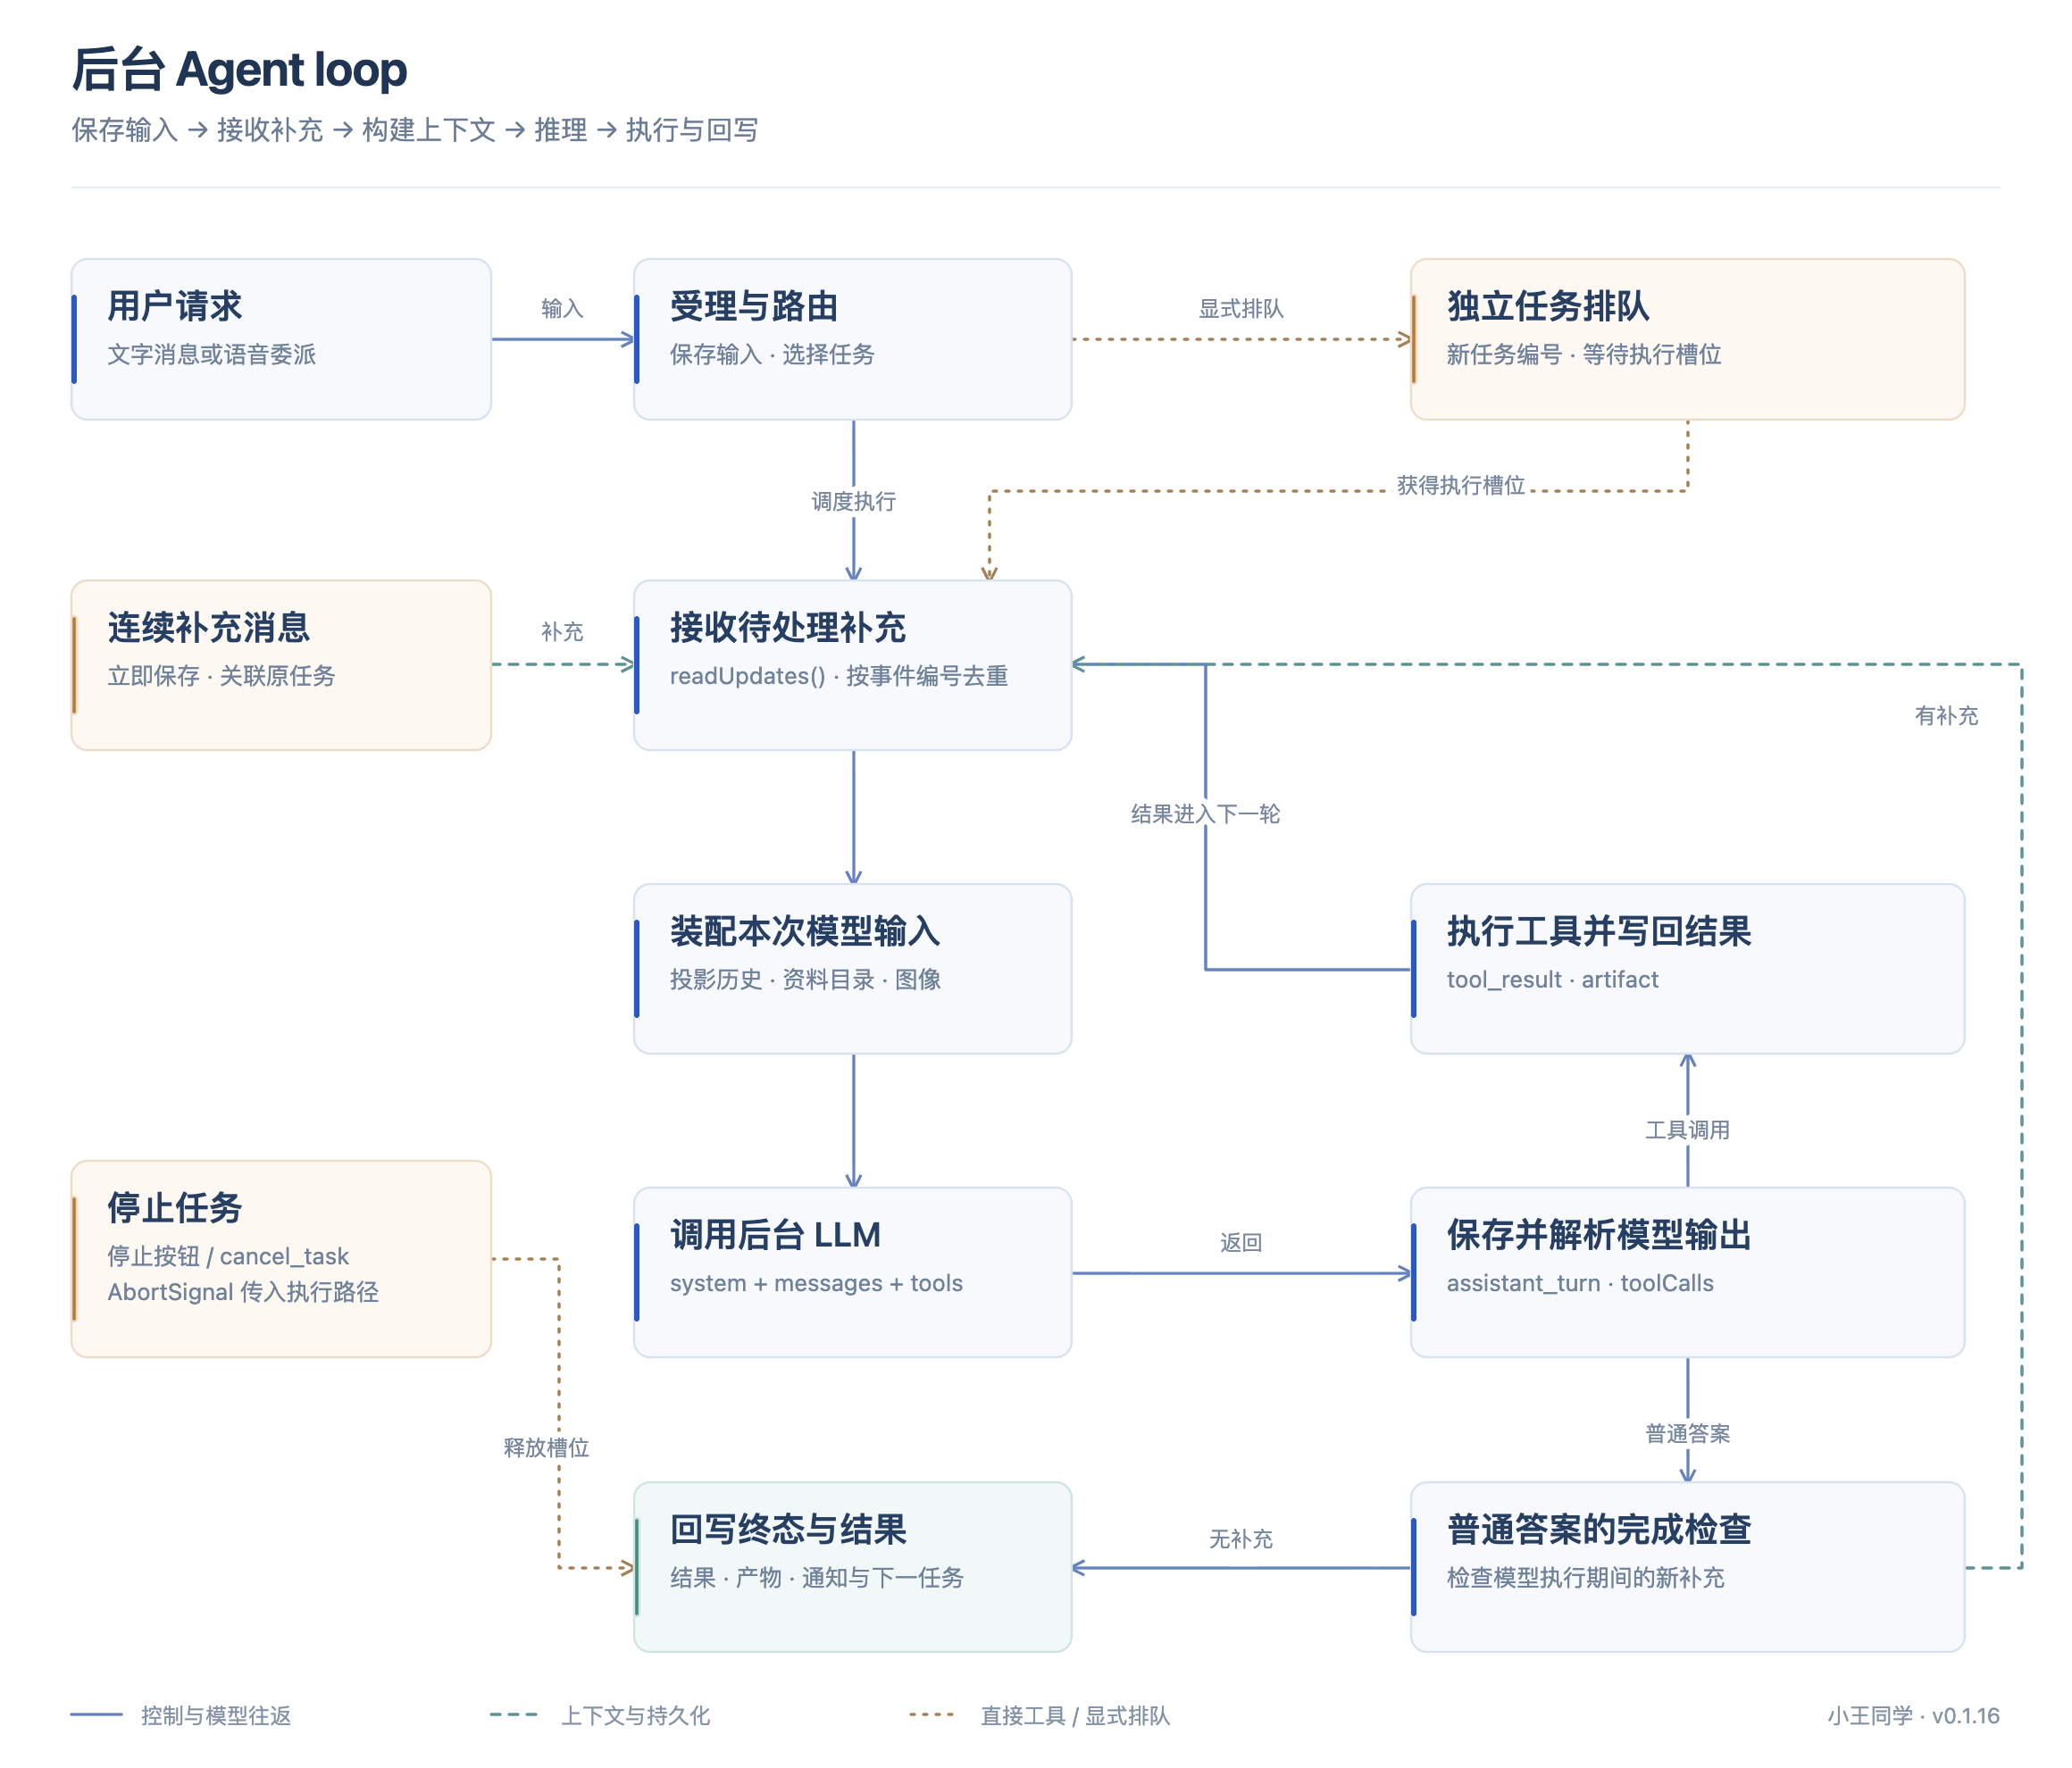 后台 Agent loop
保存输入 → 接收补充 → 构建上下文 → 推理 → 执行与回写
用户请求
文字消息或语音委派
输入
受理与路由
保存输入 · 选择任务
显式排队
独立任务排队
新任务编号 · 等待执行槽位
获得执行槽位
调度执行
连续补充消息
立即保存 · 关联原任务
补充
接收待处理补充
readUpdates() · 按事件编号去重
有补充
结果进入下一轮
装配本次模型输入
投影历史 · 资料目录 · 图像
执行工具并写回结果
tool_result · artifact
工具调用
停止任务
停止按钮 / cancel_task
AbortSignal 传入执行路径
调用后台 LLM
system + messages + tools
返回
保存并解析模型输出
assistant_turn · toolCalls
普通答案
释放槽位
回写终态与结果
结果 · 产物 · 通知与下一任务
无补充
普通答案的完成检查
检查模型执行期间的新补充
控制与模型往返
上下文与持久化
直接工具 / 显式排队
小王同学 · v0.1.16